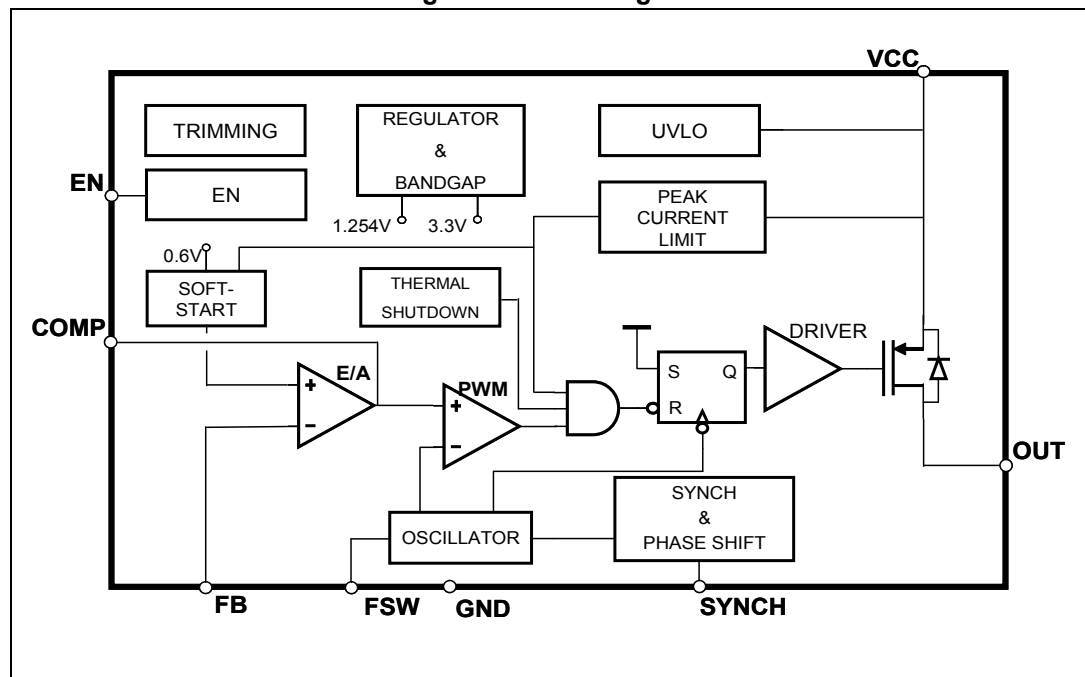 VCC
TRIMMING
REGULATOR
&
BANDGAP
UVLO
EN
EN
PEAK
CURRENT
LIMIT
1.254V
3.3V
0.6V
SOFT-
START
THERMAL
SHUTDOWN
COMP
DRIVER
E/A
+
−
PWM
+
−
S
Q
R
OUT
OSCILLATOR
SYNCH
&
PHASE SHIFT
FB
FSW
GND
SYNCH